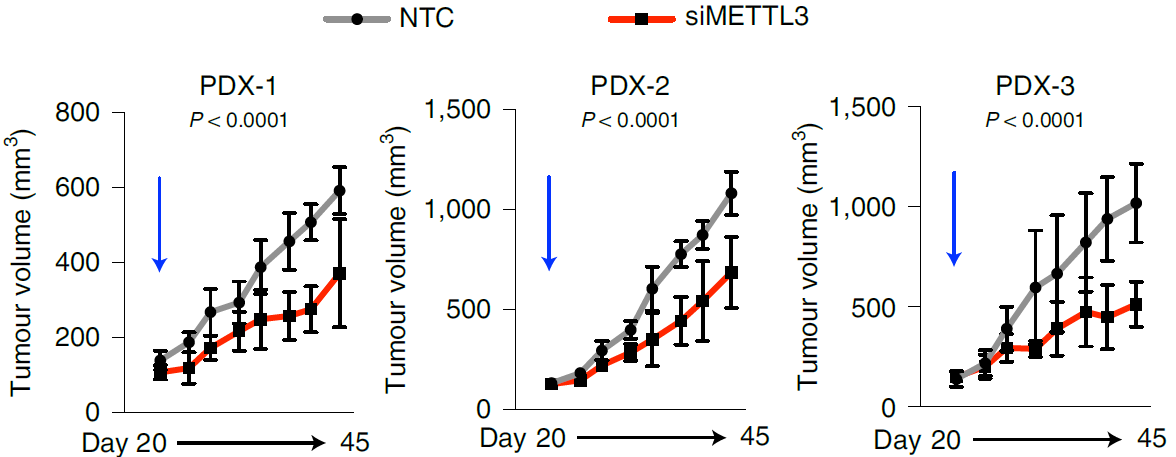 NTC siMETTL3
PDX-1
P < 0.0001
Tumour volume (mm³)
800
600
400
200
0
Day 20 45
PDX-2
P < 0.0001
Tumour volume (mm³)
1,500
1,000
500
0
Day 20 45
PDX-3
P < 0.0001
Tumour volume (mm³)
1,500
1,000
500
0
Day 20 45